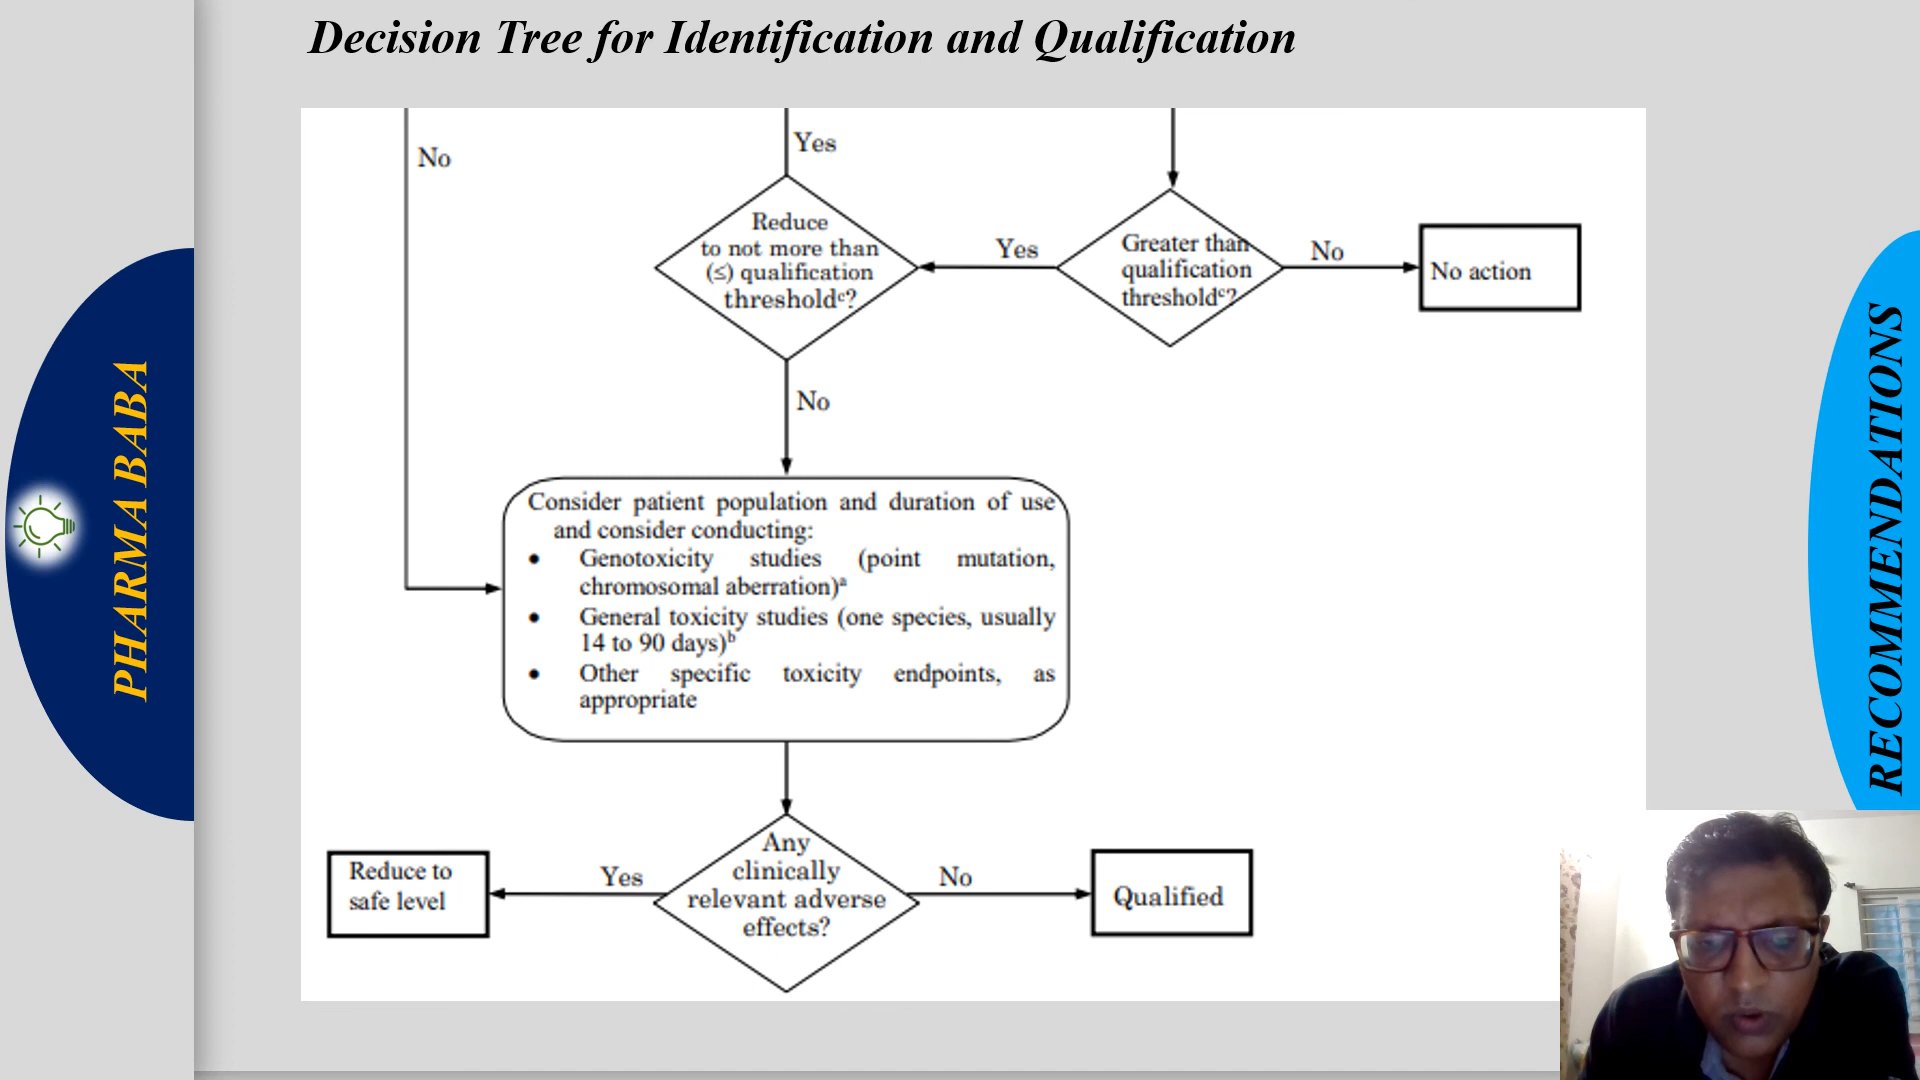 Decision Tree for Identification and Qualification
PHARMA BABA
RECOMMENDATIONS
No
Yes
Reduce
to not more than
(≤) qualification
thresholdᶜ?
Yes
Greater than
qualification
thresholdᶜ?
No
No action
No
Consider patient population and duration of use
and consider conducting:
• Genotoxicity studies (point mutation,
chromosomal aberration)ᵃ
• General toxicity studies (one species, usually
14 to 90 days)ᵇ
• Other specific toxicity endpoints, as
appropriate
Reduce to
safe level
Yes
Any
clinically
relevant adverse
effects?
No
Qualified